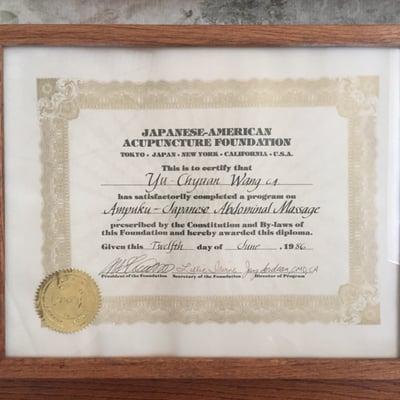 JAPANESE-AMERICAN
ACUPUNCTURE FOUNDATION
TOKYO • JAPAN • NEW YORK • CALIFORNIA • U.S.A.
This is to certify that
Yu-Chyuan Wang CA
has satisfactorily completed a program on
Ampuku - Japanese Abdominal Massage
prescribed by the Constitution and By-laws of
this Foundation and hereby awarded this diploma.
Given this Twelfth day of June, 1986
President of the Foundation Secretary of the Foundation Director of Program